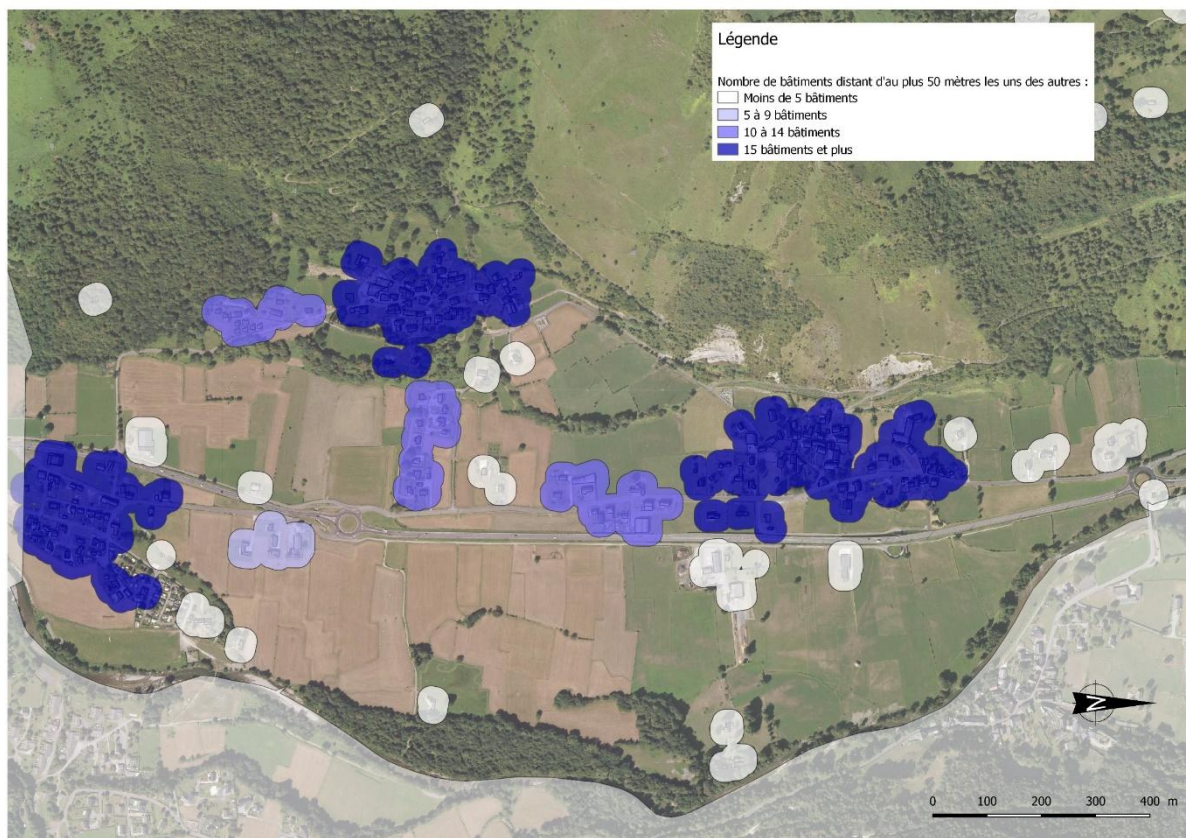 Légende
Nombre de bâtiments distant d'au plus 50 mètres les uns des autres :
Moins de 5 bâtiments
5 à 9 bâtiments
10 à 14 bâtiments
15 bâtiments et plus
N
0 100 200 300 400 m